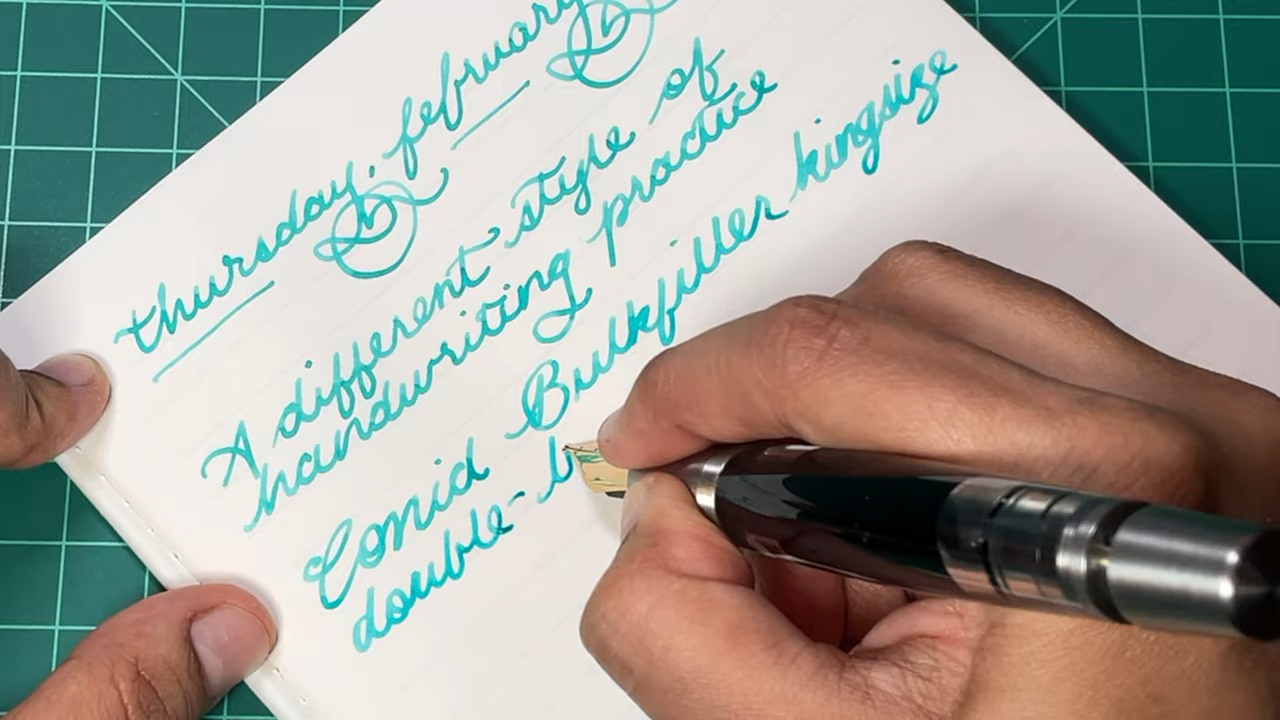 thursday, february
A different style of
handwriting practice
Conid Bulkfiller kingsize
double-b